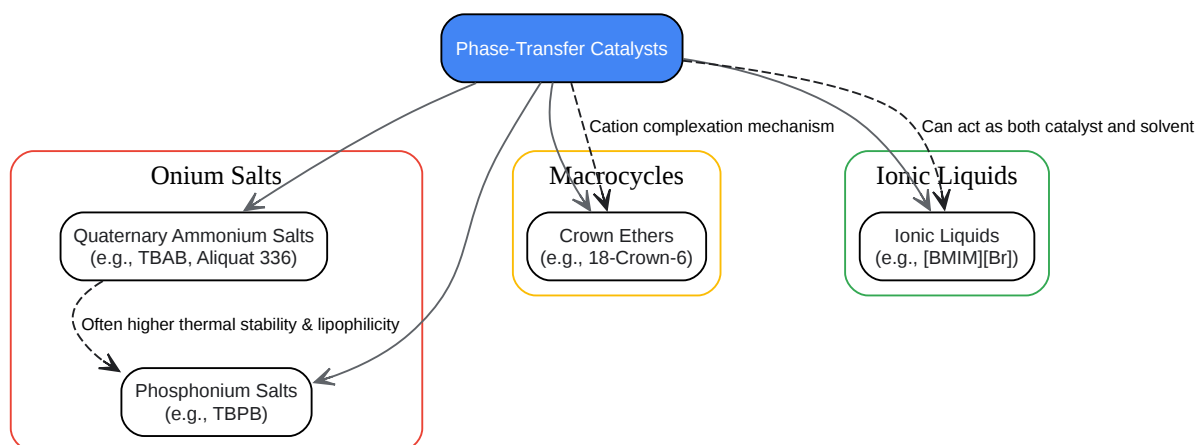 Phase-Transfer Catalysts
Cation complexation mechanism
Can act as both catalyst and solvent
Onium Salts
Macrocycles
Ionic Liquids
Quaternary Ammonium Salts
(e.g., TBAB, Aliquat 336)
Crown Ethers
(e.g., 18-Crown-6)
Ionic Liquids
(e.g., [BMIM][Br])
Often higher thermal stability & lipophilicity
Phosphonium Salts
(e.g., TBPB)